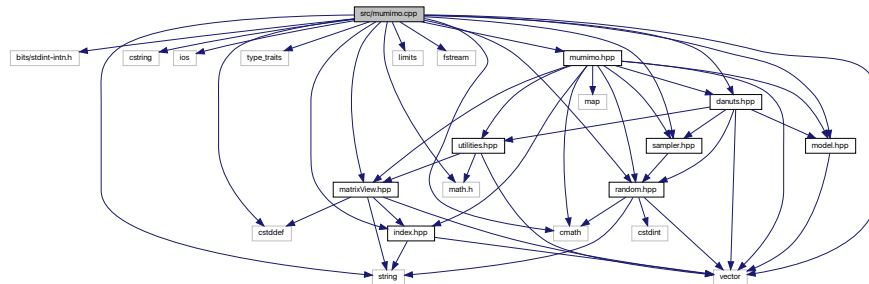 src/mumimo.cpp
bits/stdint-intn.h
cstring
ios
type_traits
limits
fstream
mumimo.hpp
map
danuts.hpp
utilities.hpp
sampler.hpp
model.hpp
matrixView.hpp
math.h
random.hpp
cstddef
index.hpp
cmath
cstdint
string
vector